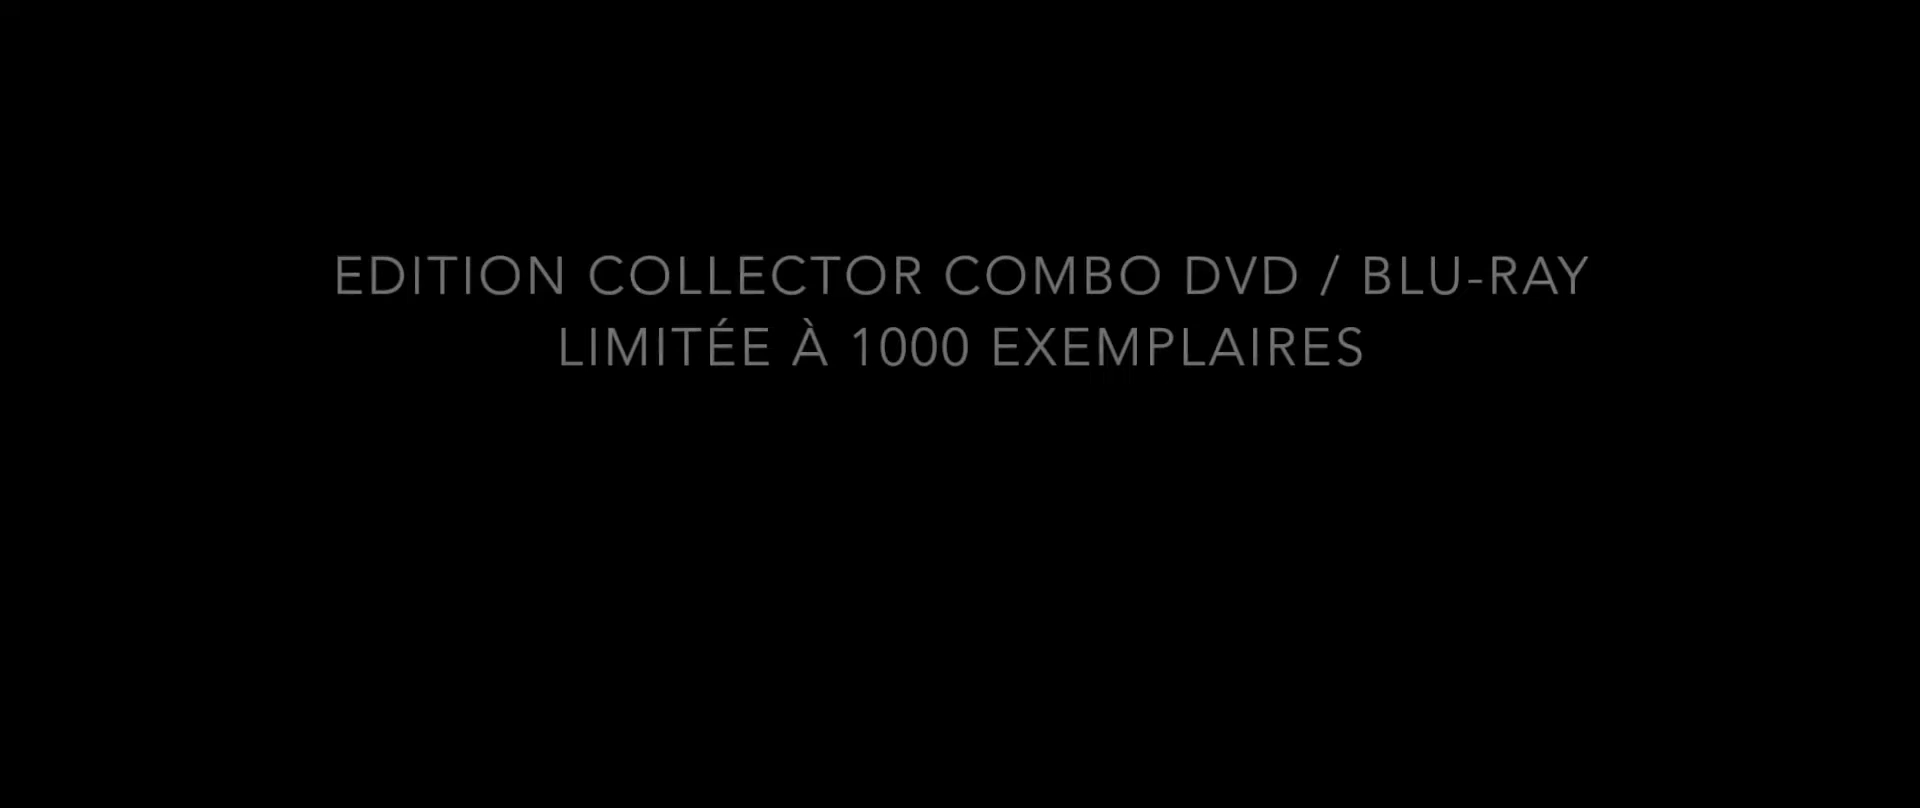 EDITION COLLECTOR COMBO DVD / BLU-RAY
LIMITÉE À 1000 EXEMPLAIRES